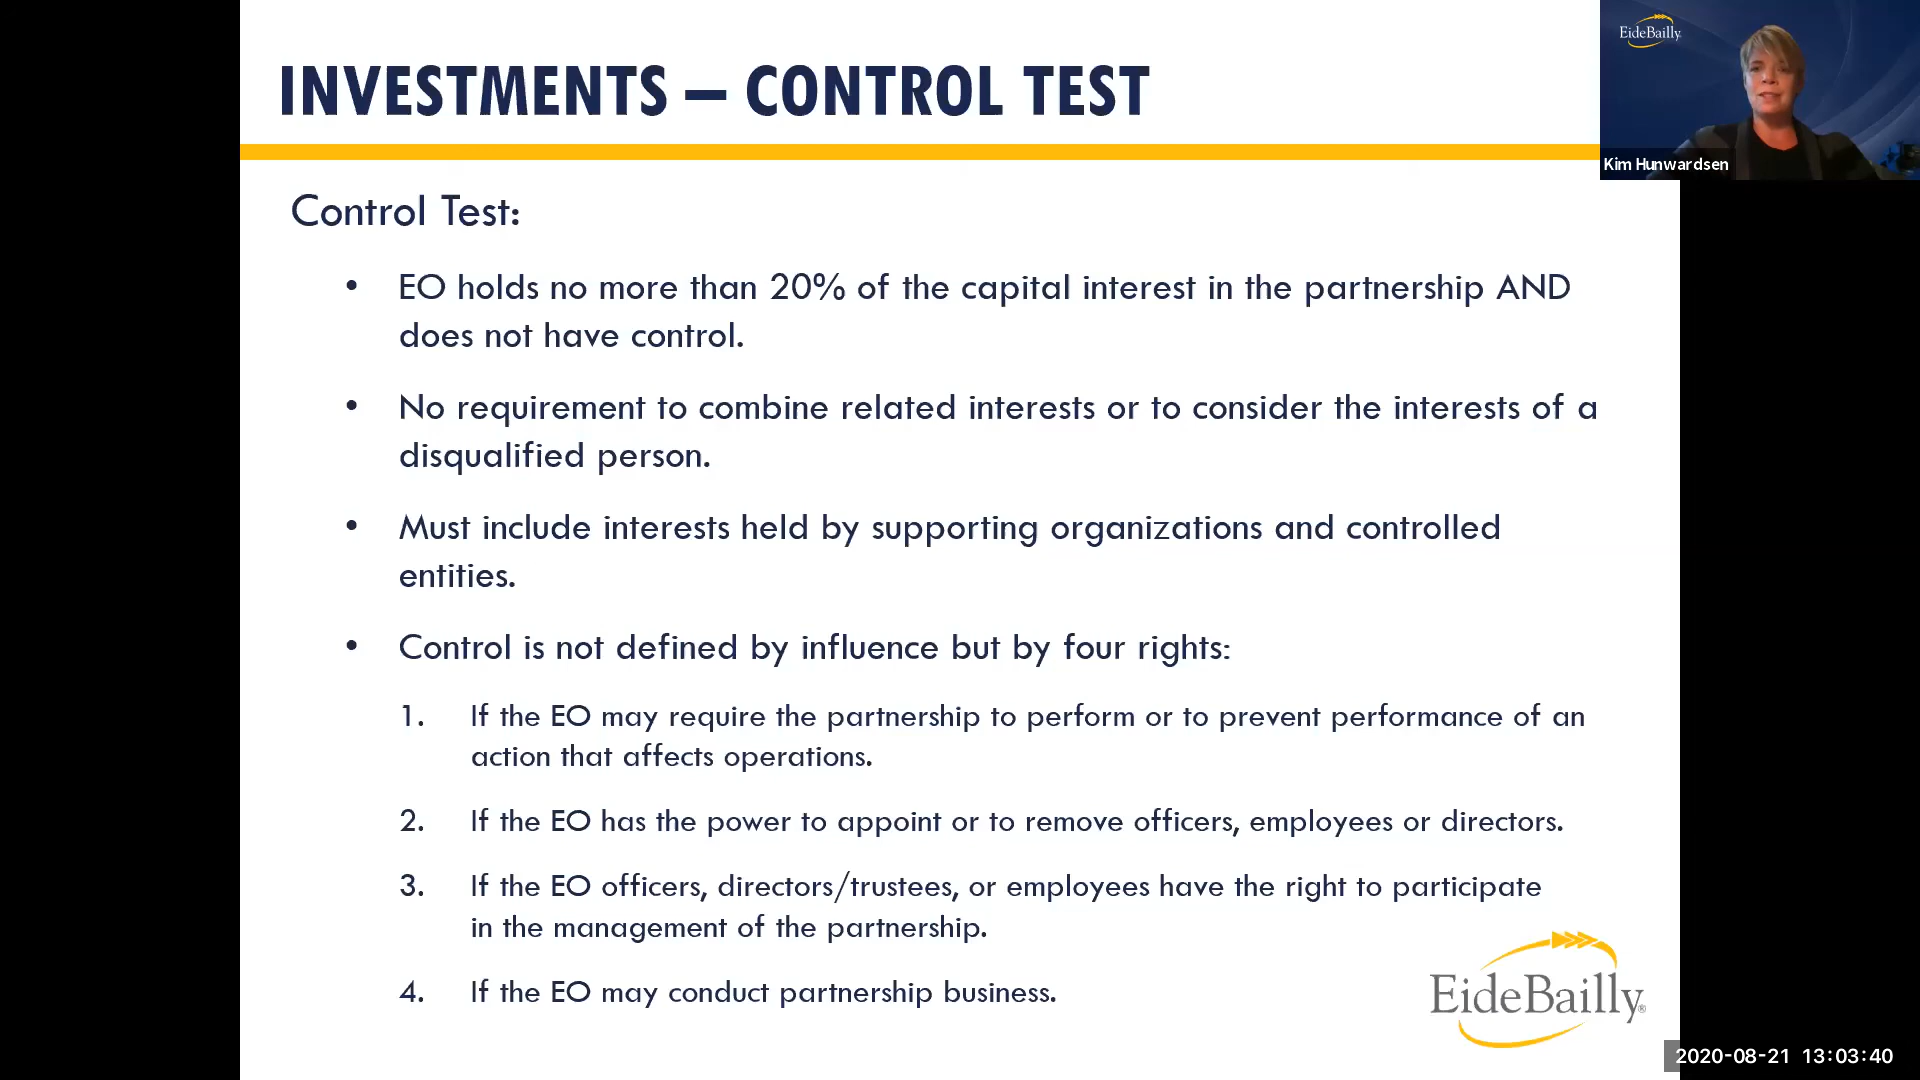 INVESTMENTS – CONTROL TEST
EideBailly
Kim Hunwardsen
Control Test:
• EO holds no more than 20% of the capital interest in the partnership AND
does not have control.
• No requirement to combine related interests or to consider the interests of a
disqualified person.
• Must include interests held by supporting organizations and controlled
entities.
• Control is not defined by influence but by four rights:
1. If the EO may require the partnership to perform or to prevent performance of an
action that affects operations.
2. If the EO has the power to appoint or to remove officers, employees or directors.
3. If the EO officers, directors/trustees, or employees have the right to participate
in the management of the partnership.
4. If the EO may conduct partnership business.
EideBailly®
2020-08-21 13:03:40